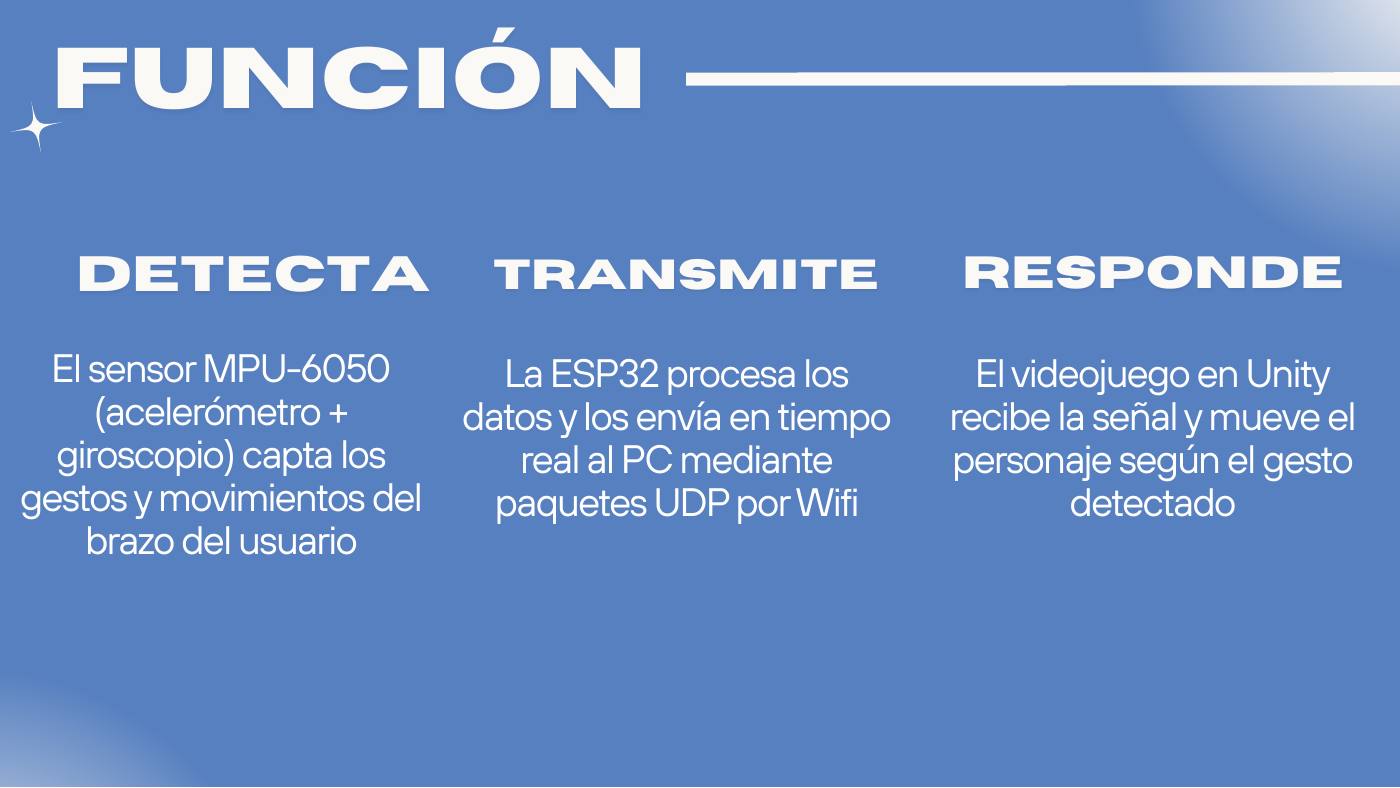 FUNCIÓN
DETECTA
El sensor MPU-6050
(acelerómetro +
giroscopio) capta los
gestos y movimientos del
brazo del usuario
TRANSMITE
La ESP32 procesa los
datos y los envía en tiempo
real al PC mediante
paquetes UDP por Wifi
RESPONDE
El videojuego en Unity
recibe la señal y mueve el
personaje según el gesto
detectado